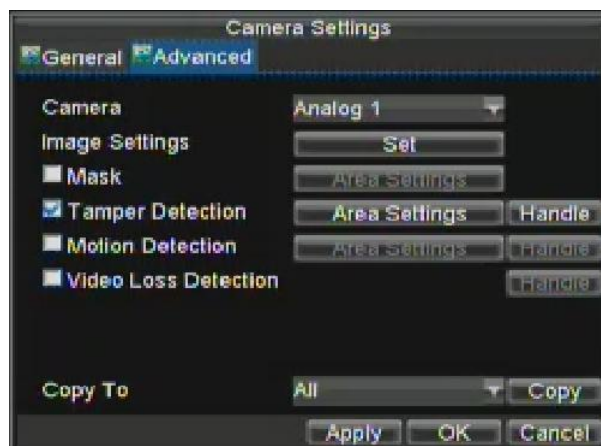 Camera Settings
General Advanced
Camera Analog 1
Image Settings Set
Mask Area Settings
Tamper Detection Area Settings Handle
Motion Detection Area Settings Handle
Video Loss Detection Handle
Copy To All Copy
Apply OK Cancel